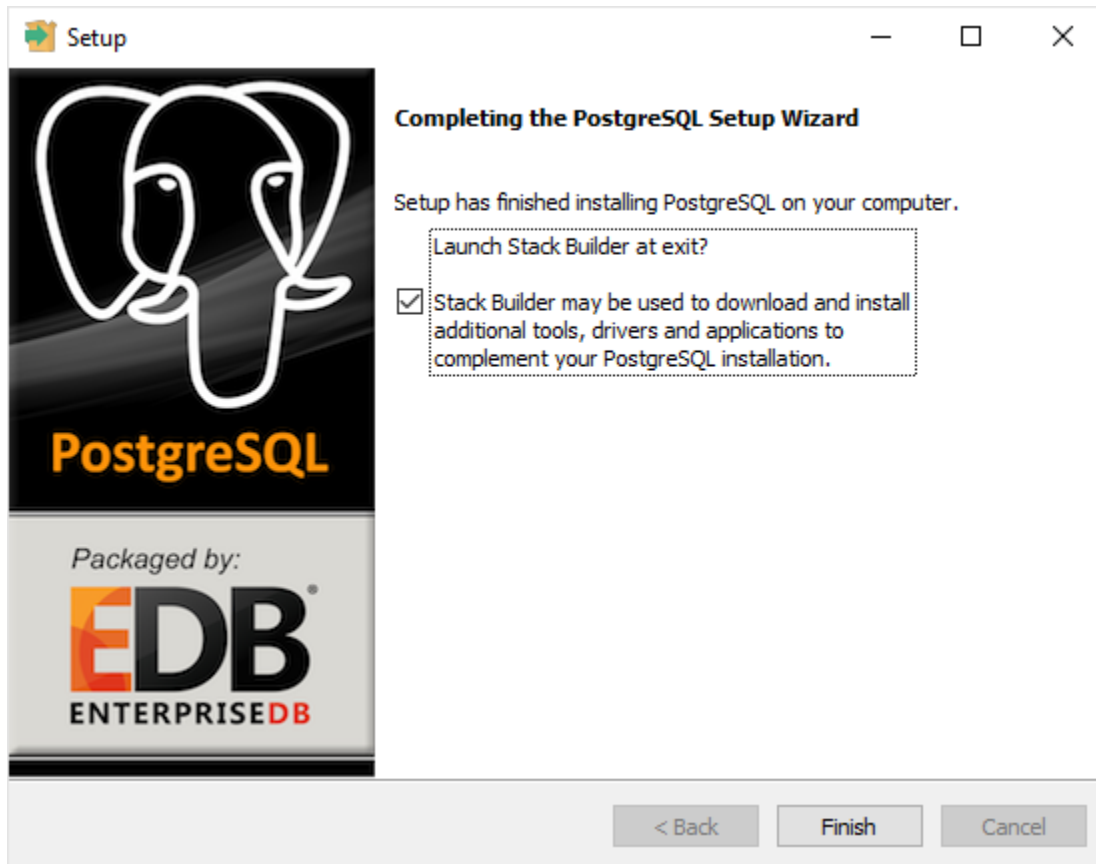 Setup
Completing the PostgreSQL Setup Wizard
Setup has finished installing PostgreSQL on your computer.
Launch Stack Builder at exit?
Stack Builder may be used to download and install
additional tools, drivers and applications to
complement your PostgreSQL installation.
PostgreSQL
Packaged by:
EDB®
ENTERPRISEDB
< Back
Finish
Cancel